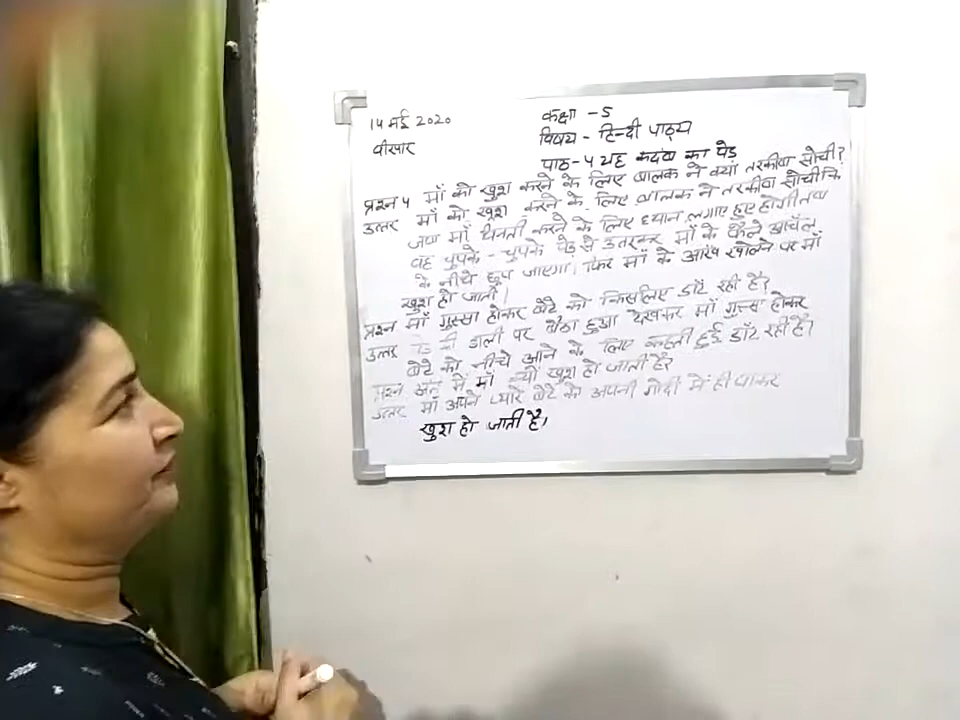 14 मई 2020
वीरवार
कक्षा - 5
विषय - हिन्दी पाठ्य
पाठ - 4 यह कदंब का पेड़
प्रश्न 4 माँ को खुश करने के लिए बालक ने क्या तरकीब सोची?
उत्तर माँ को खुश करने के लिए बालक ने तरकीब सोची कि
जब माँ विनती करने के लिए ध्यान लगाए हुए होगी तब
वह चुपके - चुपके पेड़ से उतरकर माँ के फैले आँचल
के नीचे छुप जाएगा। फिर माँ के आंख खोलने पर माँ
खुश हो जाती।
प्रश्न माँ गुस्सा होकर बेटे को किसलिए डाँट रही है?
उत्तर पेड़ की डाली पर बैठा हुआ देखकर माँ गुस्सा होकर
बेटे को नीचे आने के लिए कहती हुई डाँट रही है।
प्रश्न अंत में माँ क्यों खुश हो जाती है?
उत्तर माँ अपने प्यारे बेटे को अपनी गोदी में ही पाकर
खुश हो जाती है।